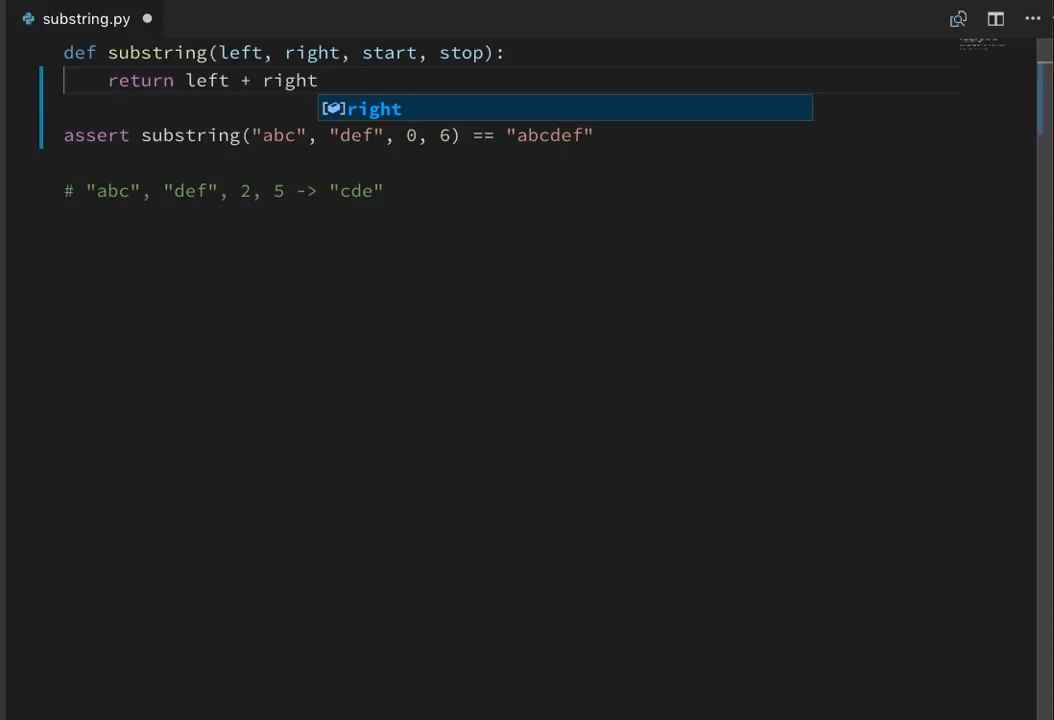 substring.py
def substring(left, right, start, stop):
    return left + right
right
assert substring("abc", "def", 0, 6) == "abcdef"
# "abc", "def", 2, 5 -> "cde"